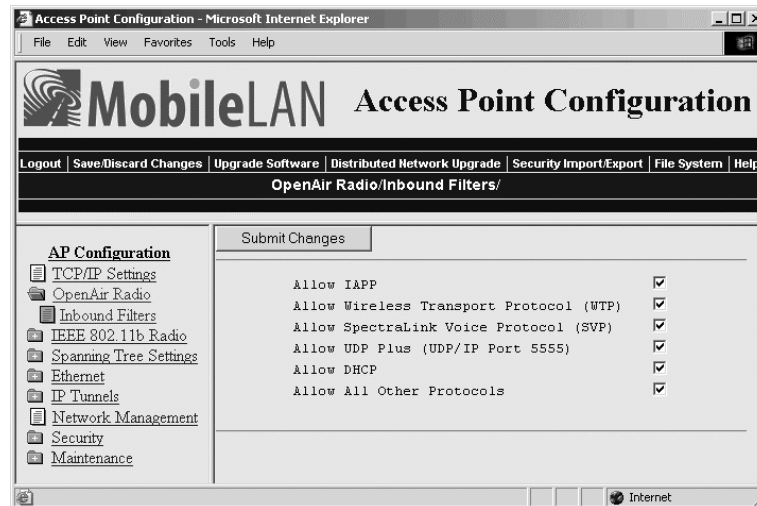 Access Point Configuration - Microsoft Internet Explorer
File Edit View Favorites Tools Help
MobileLAN Access Point Configuration
Logout | Save/Discard Changes | Upgrade Software | Distributed Network Upgrade | Security Import/Export | File System | Help
OpenAir Radio/Inbound Filters/
Submit Changes
AP Configuration
TCP/IP Settings
OpenAir Radio
Inbound Filters
IEEE 802.11b Radio
Spanning Tree Settings
Ethernet
IP Tunnels
Network Management
Security
Maintenance
Allow IAPP
Allow Wireless Transport Protocol (WTP)
Allow SpectraLink Voice Protocol (SVP)
Allow UDP Plus (UDP/IP Port 5555)
Allow DHCP
Allow All Other Protocols
Internet